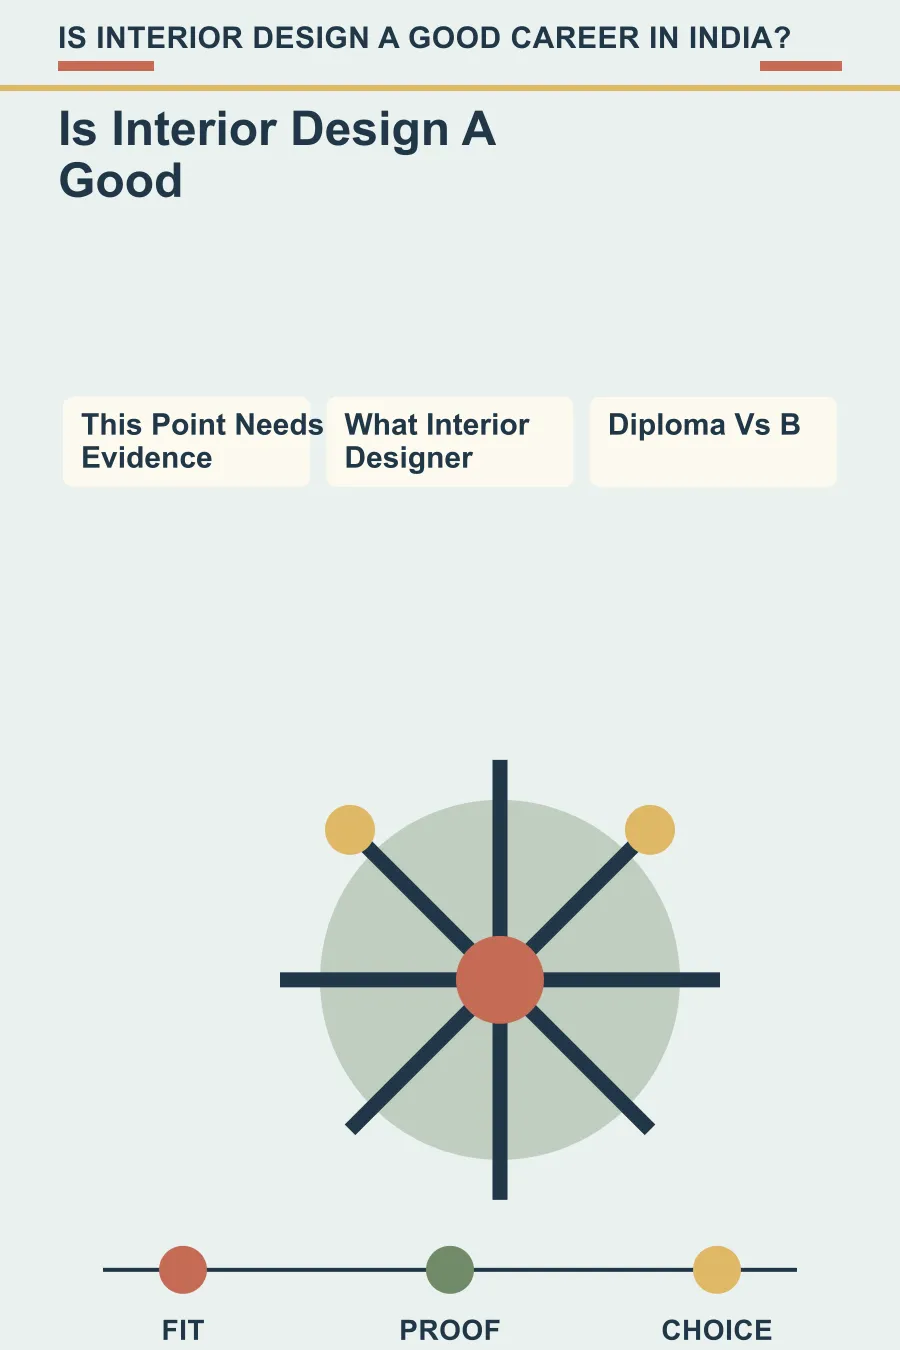 IS INTERIOR DESIGN A GOOD CAREER IN INDIA?
Is Interior Design A
Good
This Point Needs
Evidence
What Interior
Designer
Diploma Vs B
FIT
PROOF
CHOICE